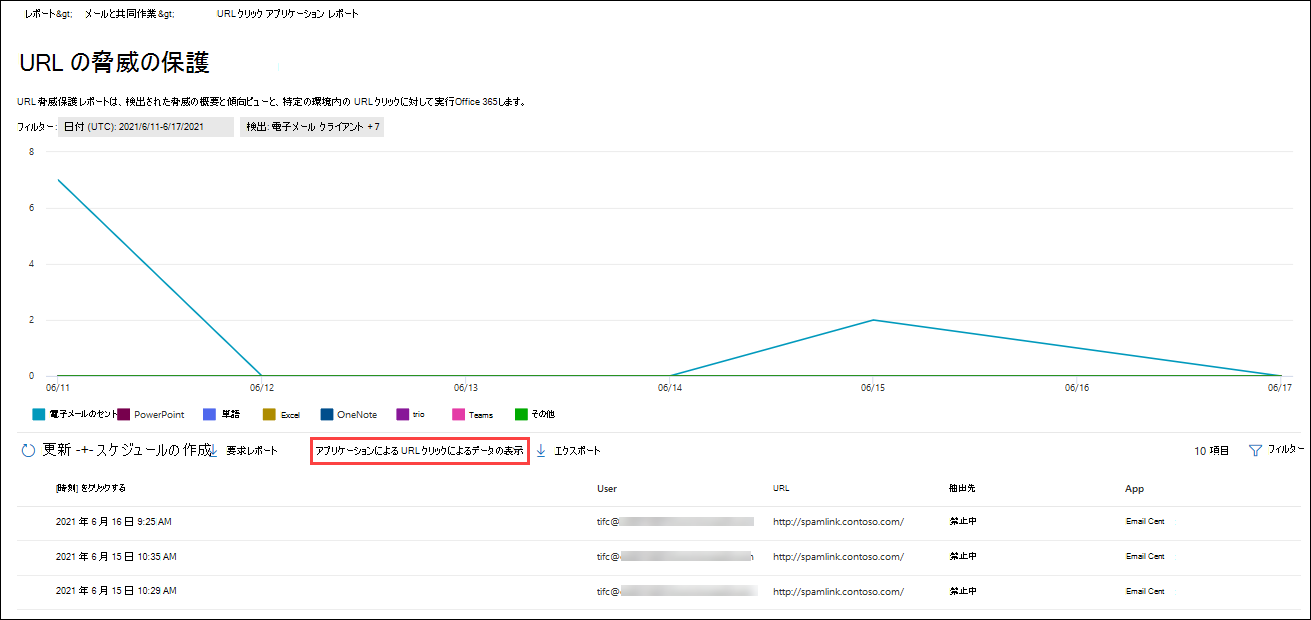 レポート&gt; メールと共同作業&gt; URLクリック アプリケーション レポート
URL の脅威の保護
URL脅威保護レポートは、検出された脅威の概要と傾向ビューと、特定の環境内の URLクリックに対して実行Office 365します。
フィルター: 日付 (UTC): 2021/6/11-6/17/2021 検出: 電子メール クライアント +7
8
6
4
2
0
06/11 06/12 06/13 06/14 06/15 06/16 06/17
電子メールのセント PowerPoint 単語 Excel OneNote trio Teams その他
更新 -+- スケジュールの作成 要求レポート アプリケーションによる URLクリックによるデータの表示 エクスポート 10 項目 フィルター
[時刻] をクリックする User URL 抽出先 App
2021 年 6 月 16 日 9:25 AM tifc@ http://spamlink.contoso.com/ 禁止中 Email Cent
2021 年 6 月 15 日 10:35 AM tifc@ http://spamlink.contoso.com/ 禁止中 Email Cent
2021 年 6 月 15 日 10:29 AM tifc@ http://spamlink.contoso.com/ 禁止中 Email Cent